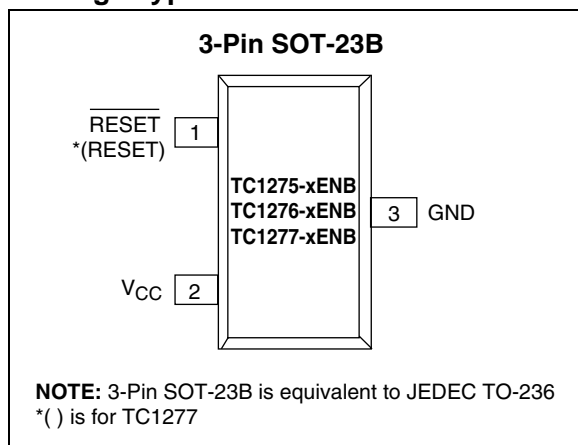 3-Pin SOT-23B
RESET
*(RESET)
1
TC1275-xENB
TC1276-xENB
TC1277-xENB
3 GND
VCC 2
NOTE: 3-Pin SOT-23B is equivalent to JEDEC TO-236
*( ) is for TC1277